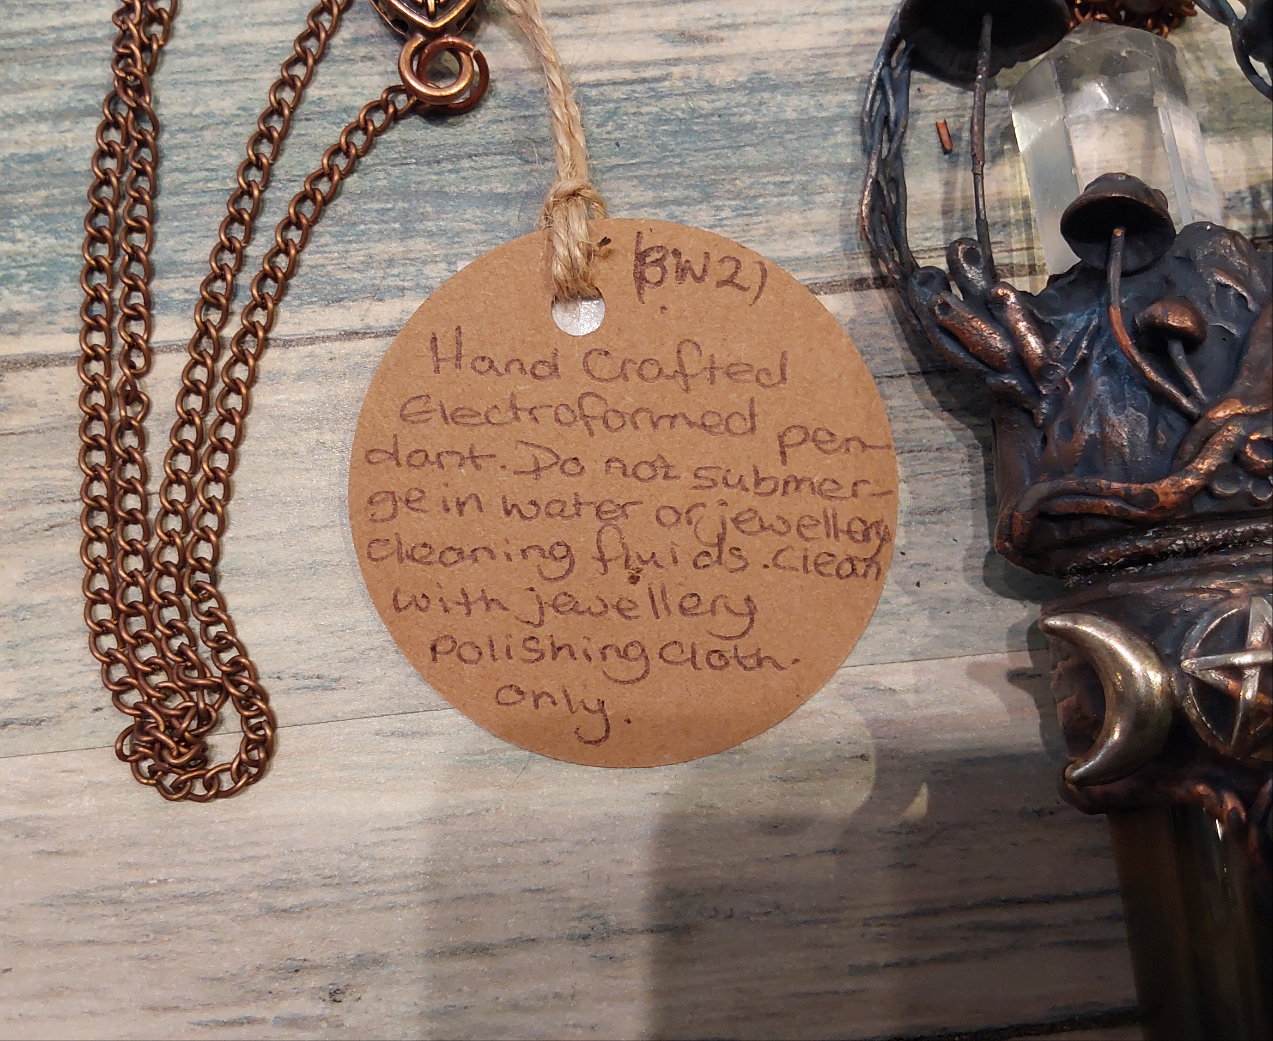 (BW2)
Hand Crafted
Electroformed pen-
dant. Do not submer-
ge in water or jewellery
cleaning fluids. Clean
with jewellery
Polishing cloth.
only.